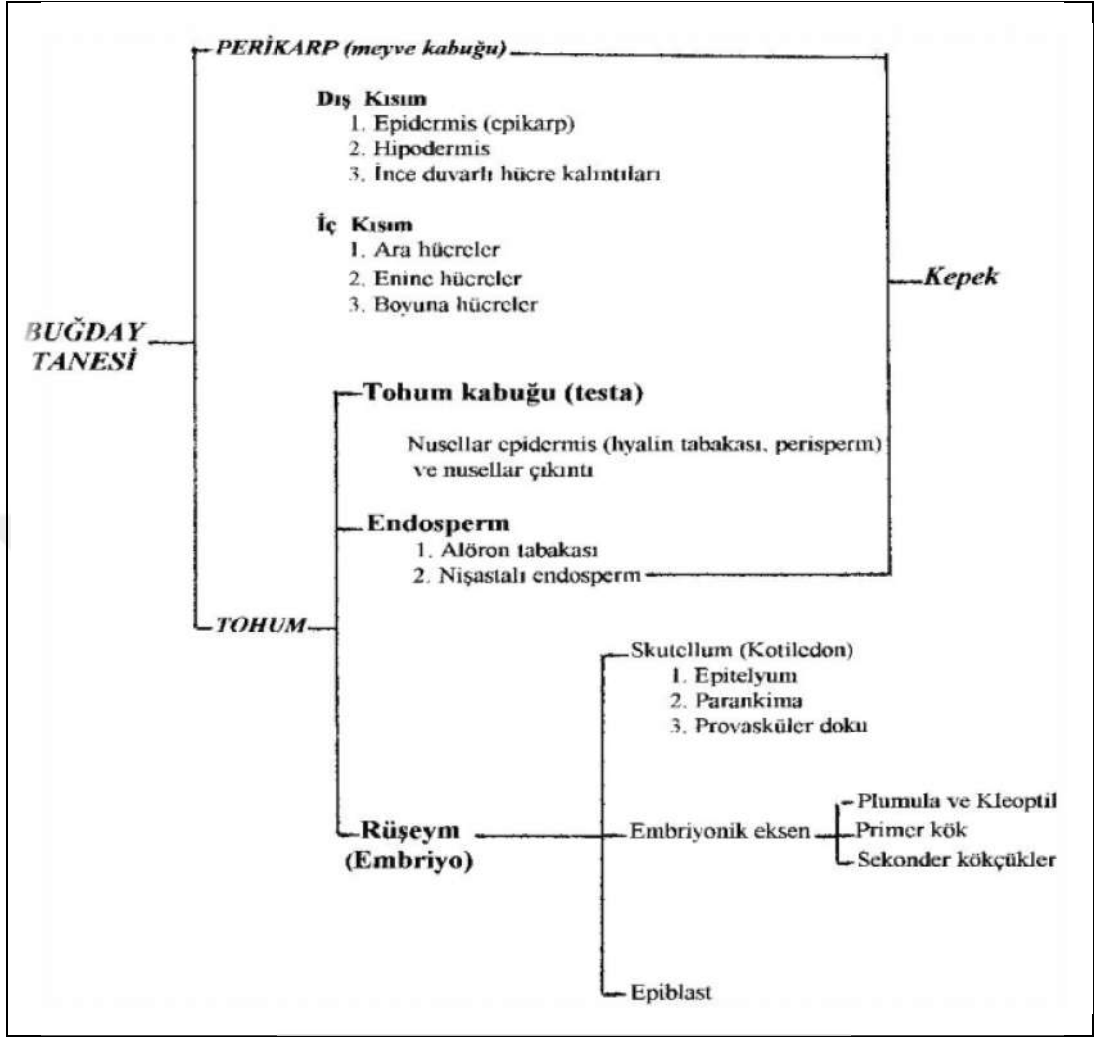 PERİKARP (meyve kabuğu)
Dış Kısım
1. Epidermis (epikarp)
2. Hipodermis
3. İnce duvarlı hücre kalıntıları
İç Kısım
1. Ara hücreler
2. Enine hücreler
3. Boyuna hücreler
Kepek
BUĞDAY
TANESİ
Tohum kabuğu (testa)
Nusellar epidermis (hyalin tabakası, perisperm)
ve nusellar çıkıntı
Endosperm
1. Alöron tabakası
2. Nişastalı endosperm
TOHUM
Skutellum (Kotiledon)
1. Epitelyum
2. Parankima
3. Provasküler doku
Rüşeym
(Embriyo)
Embriyonik eksen
Plumula ve Kleoptil
Primer kök
Sekonder kökçükler
Epiblast